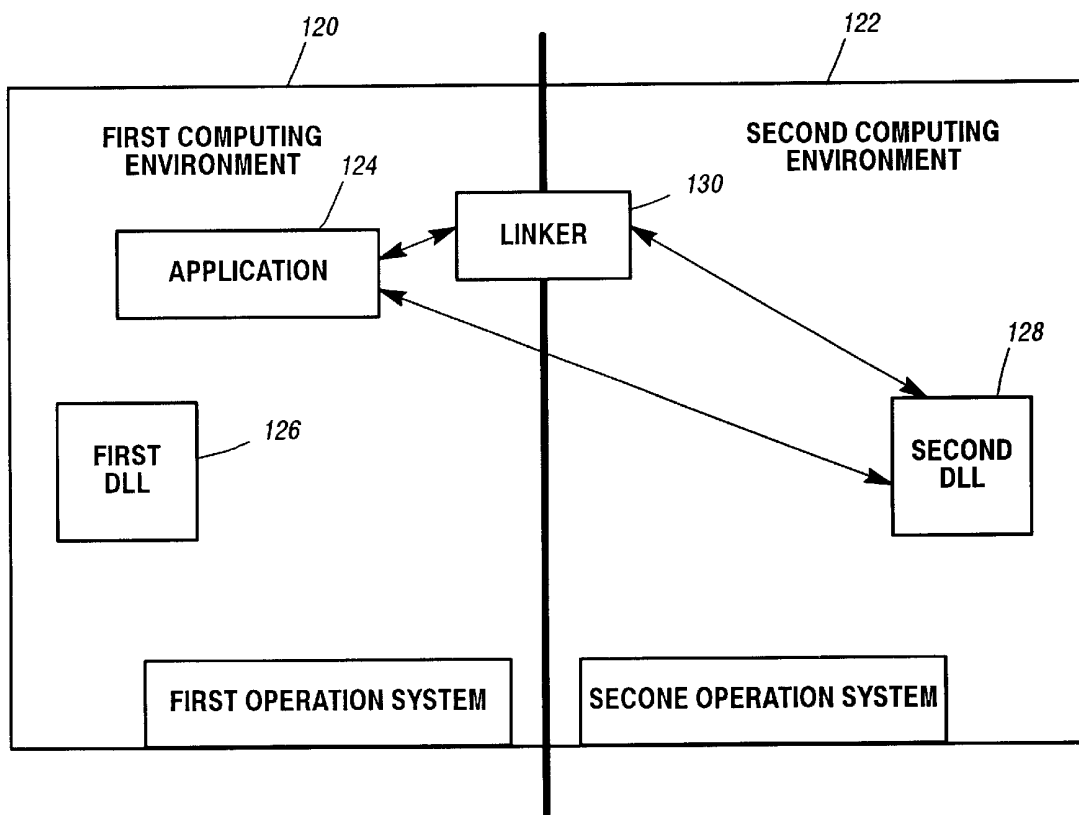 120
122
FIRST COMPUTING
ENVIRONMENT
SECOND COMPUTING
ENVIRONMENT
124
130
LINKER
APPLICATION
128
126
FIRST
DLL
SECOND
DLL
FIRST OPERATION SYSTEM
SECONE OPERATION SYSTEM